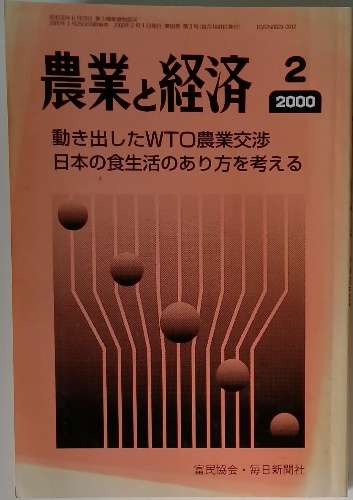 農業と経済
2
2000
動き出したWTO農業交渉
日本の食生活のあり方を考える
富民協会・毎日新聞社